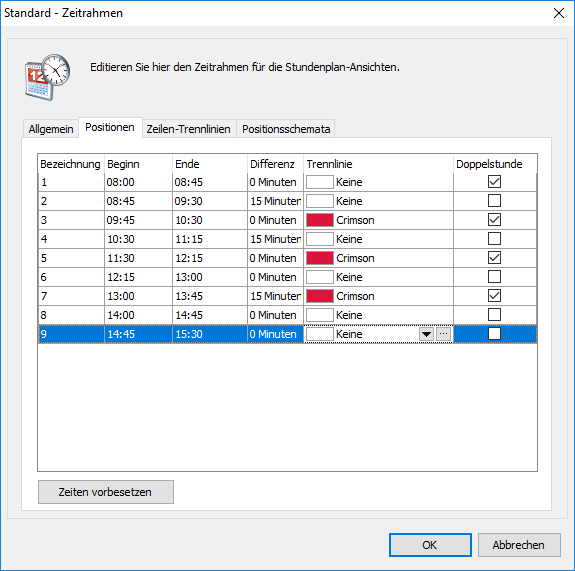 Standard - Zeitrahmen
Editieren Sie hier den Zeitrahmen für die Stundenplan-Ansichten.
Allgemein Positionen Zeilen-Trennlinien Positionsschemata
Bezeichnung Beginn Ende Differenz Trennlinie Doppelstunde
1 08:00 08:45 0 Minuten Keine
2 08:45 09:30 15 Minuten Keine
3 09:45 10:30 0 Minuten Crimson
4 10:30 11:15 15 Minuten Keine
5 11:30 12:15 0 Minuten Crimson
6 12:15 13:00 0 Minuten Keine
7 13:00 13:45 15 Minuten Crimson
8 14:00 14:45 0 Minuten Keine
9 14:45 15:30 0 Minuten Keine ...
Zeiten vorbesetzen
OK Abbrechen